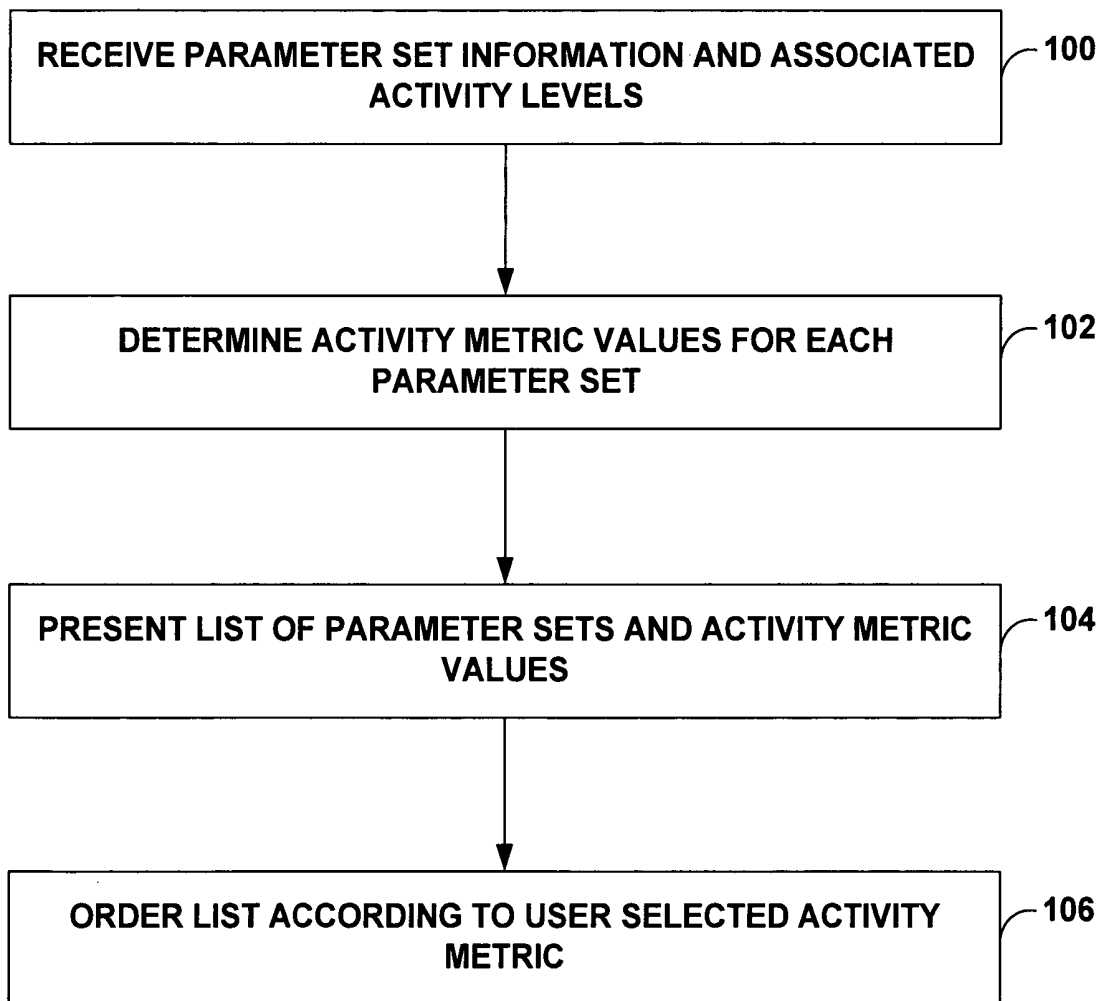 RECEIVE PARAMETER SET INFORMATION AND ASSOCIATED
ACTIVITY LEVELS
100
DETERMINE ACTIVITY METRIC VALUES FOR EACH
PARAMETER SET
102
PRESENT LIST OF PARAMETER SETS AND ACTIVITY METRIC
VALUES
104
ORDER LIST ACCORDING TO USER SELECTED ACTIVITY
METRIC
106